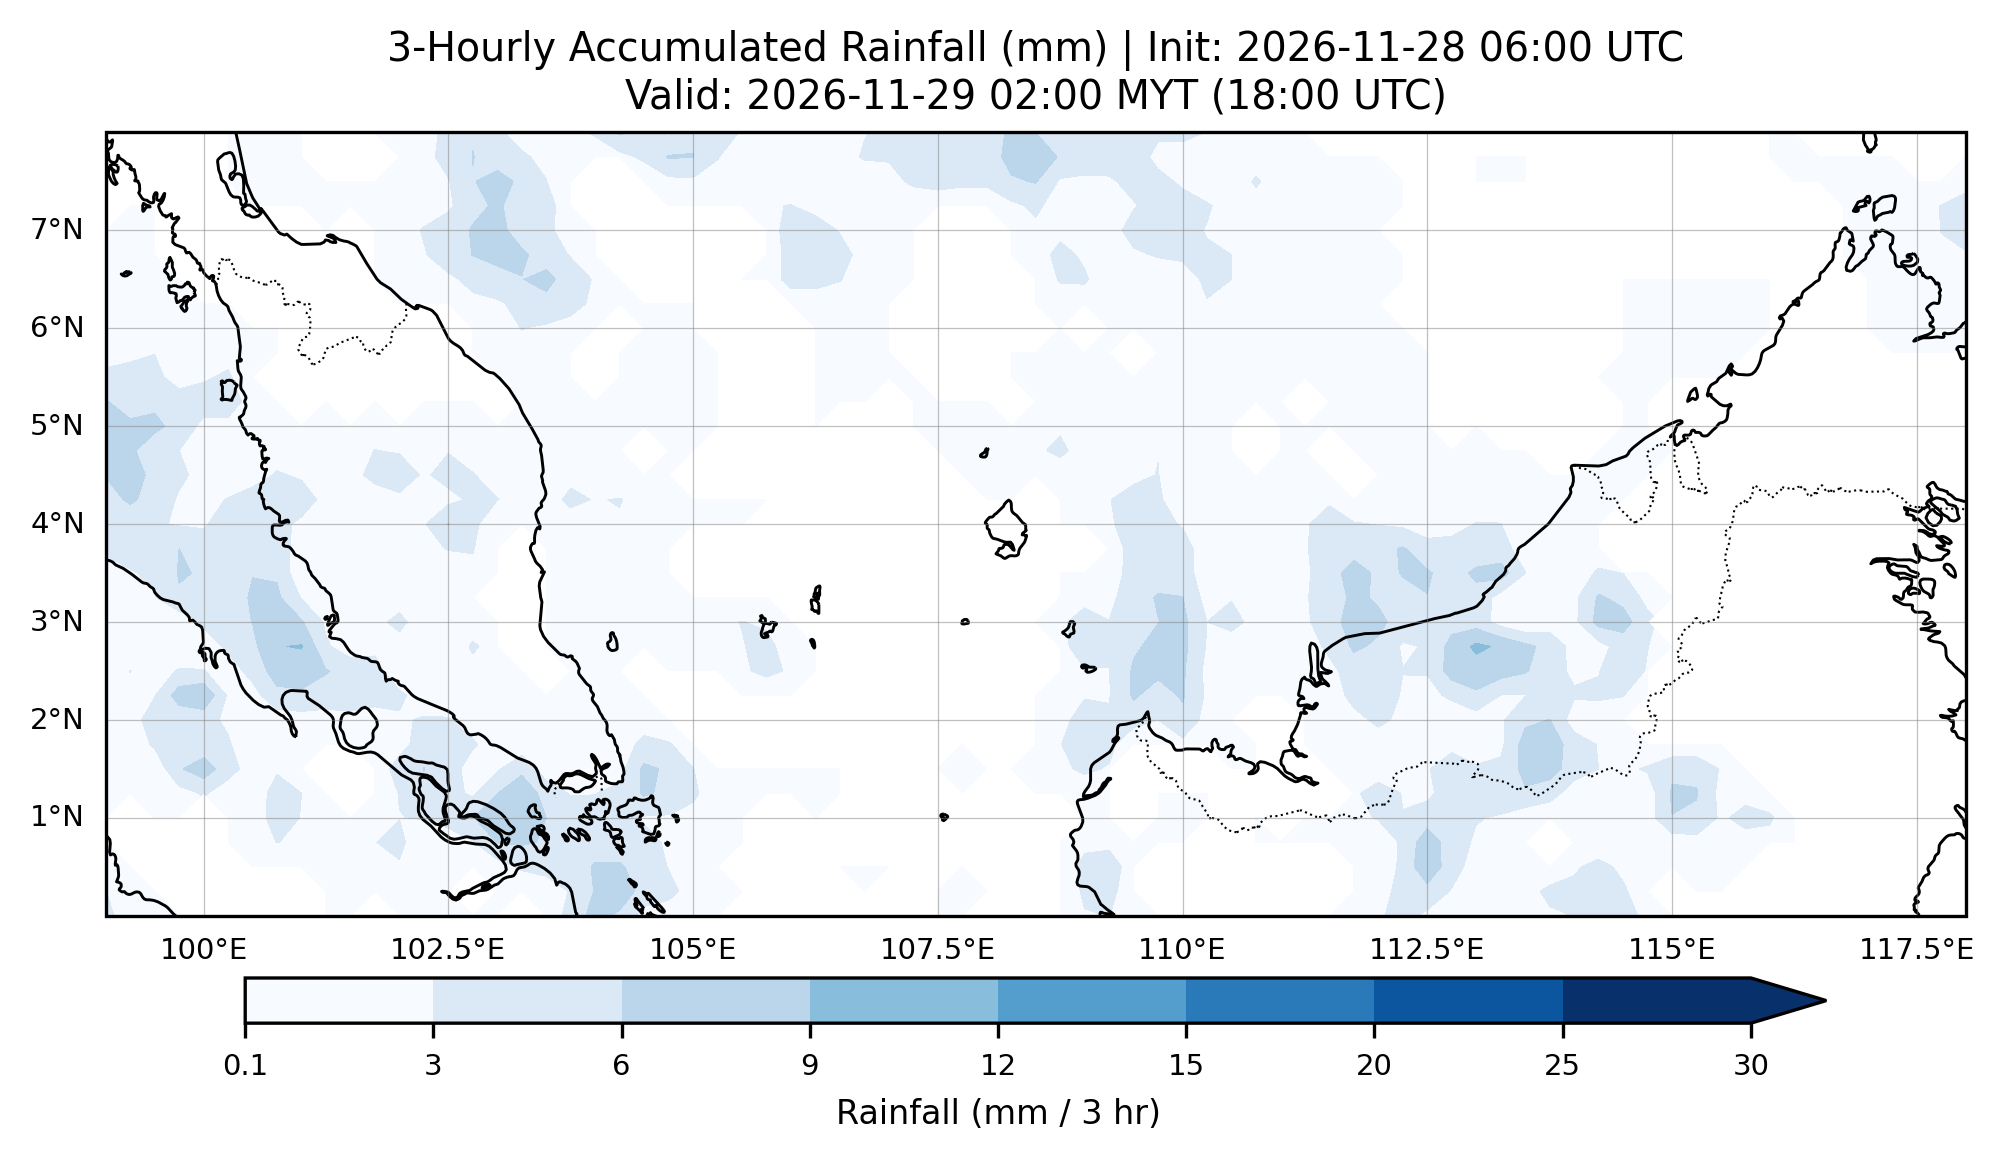 3-Hourly Accumulated Rainfall (mm) | Init: 2026-11-28 06:00 UTC
Valid: 2026-11-29 02:00 MYT (18:00 UTC)
7°N
6°N
5°N
4°N
3°N
2°N
1°N
100°E 102.5°E 105°E 107.5°E 110°E 112.5°E 115°E 117.5°E
0.1 3 6 9 12 15 20 25 30
Rainfall (mm / 3 hr)